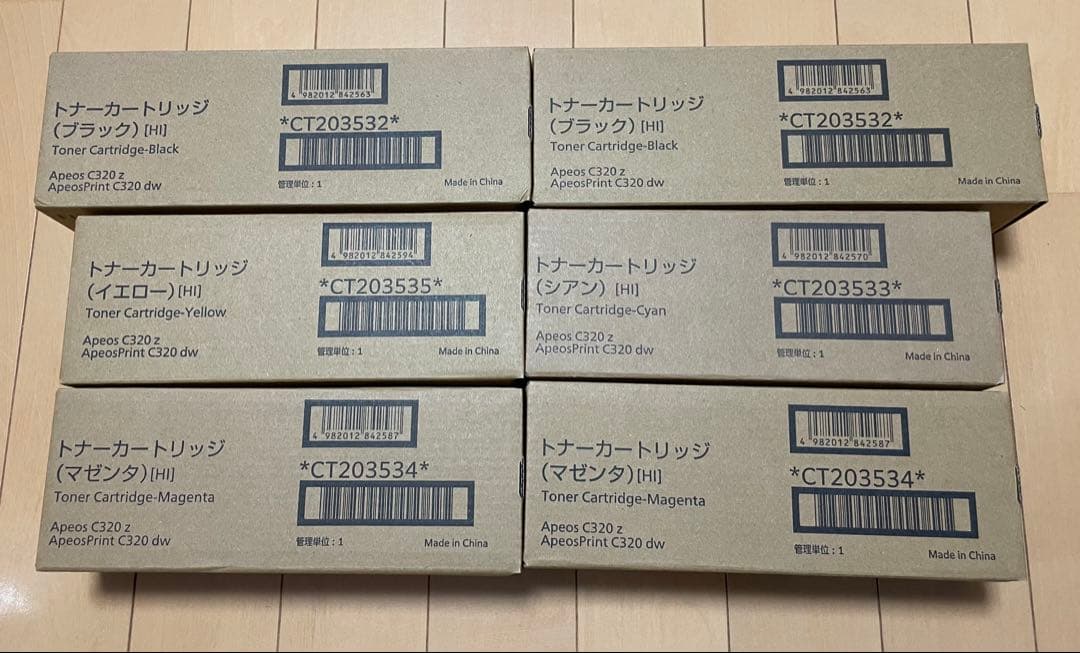 4 982012 842563
トナーカートリッジ
（ブラック）[HI]
*CT203532*
Toner Cartridge-Black
Apeos C320 z
ApeosPrint C320 dw
管理単位：1
Made in China
4 982012 842563
トナーカートリッジ
（ブラック）[HI]
*CT203532*
Toner Cartridge-Black
Apeos C320 z
ApeosPrint C320 dw
管理単位：1
Made in China
4 982012 842594
トナーカートリッジ
（イエロー）[HI]
*CT203535*
Toner Cartridge-Yellow
Apeos C320 z
ApeosPrint C320 dw
管理単位：1
Made in China
4 982012 842570
トナーカートリッジ
（シアン）[HI]
*CT203533*
Toner Cartridge-Cyan
Apeos C320 z
ApeosPrint C320 dw
管理単位：1
Made in China
4 982012 842587
トナーカートリッジ
（マゼンタ）[HI]
*CT203534*
Toner Cartridge-Magenta
Apeos C320 z
ApeosPrint C320 dw
管理単位：1
Made in China
4 982012 842587
トナーカートリッジ
（マゼンタ）[HI]
*CT203534*
Toner Cartridge-Magenta
Apeos C320 z
ApeosPrint C320 dw
管理単位：1
Made in China